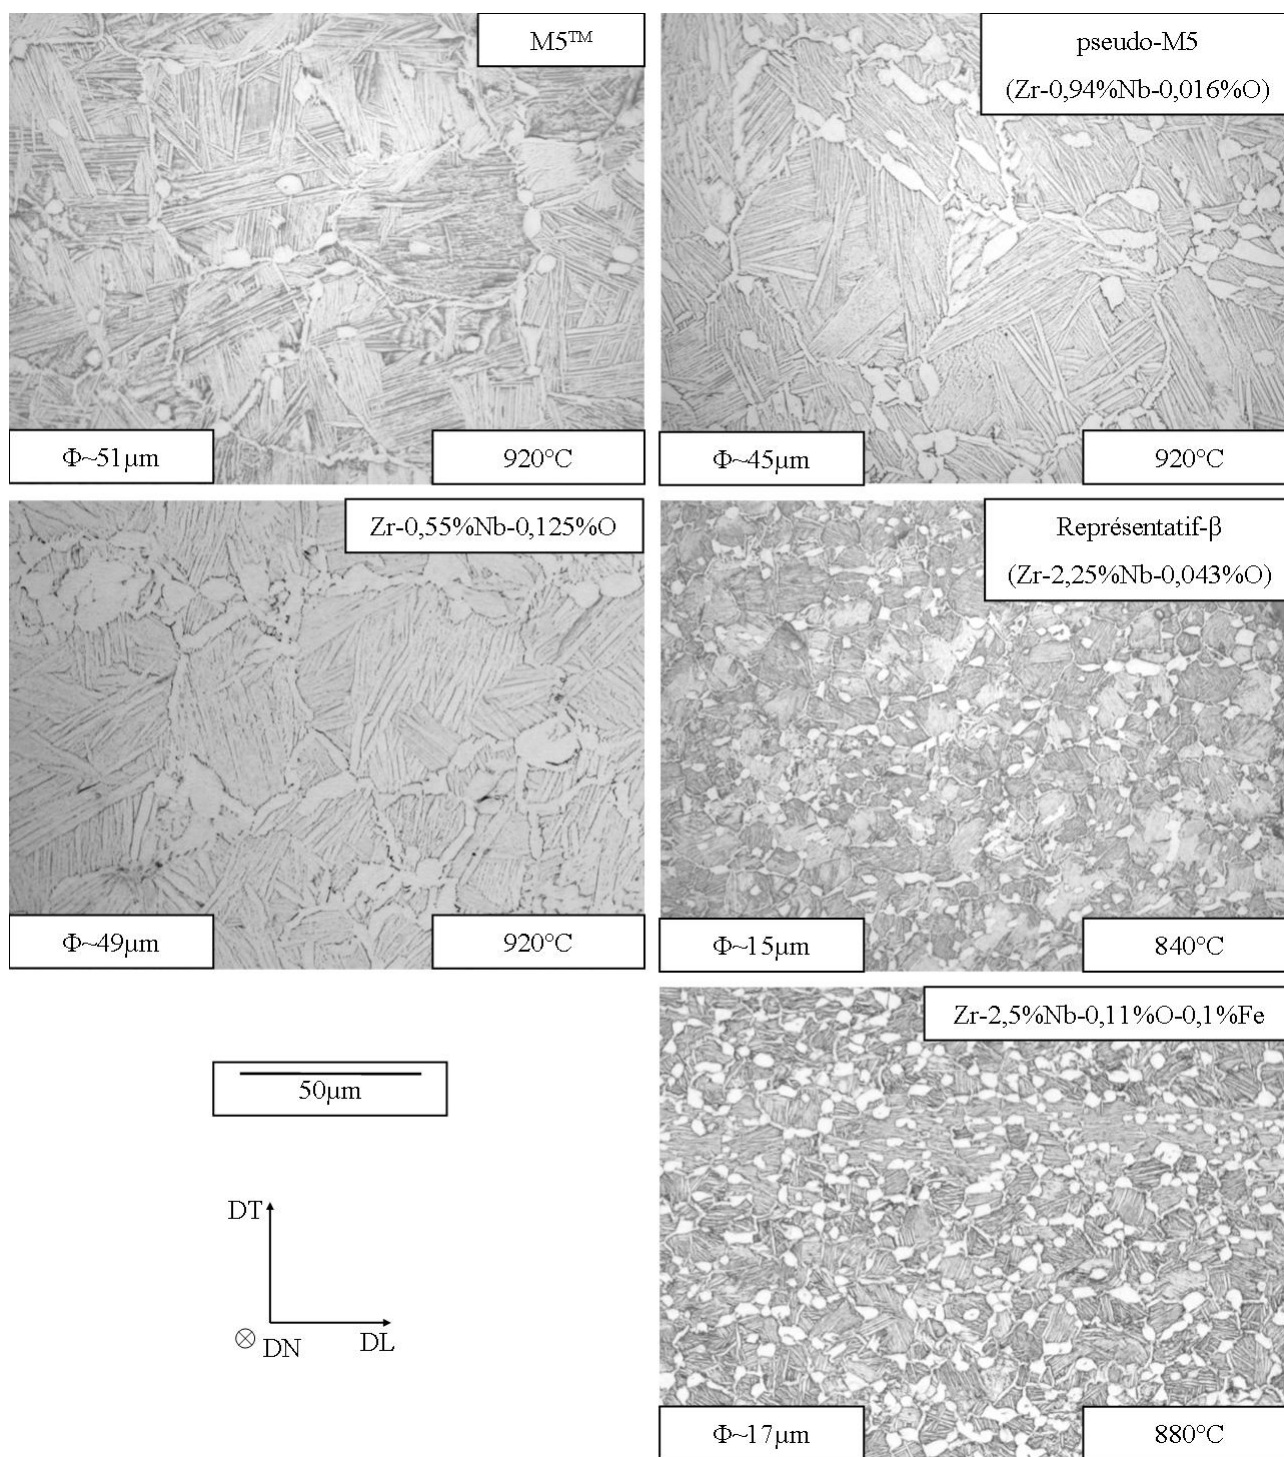 M5™
Φ~51µm
920°C
pseudo-M5
(Zr-0,94%Nb-0,016%O)
Φ~45µm
920°C
Zr-0,55%Nb-0,125%O
Φ~49µm
920°C
Représentatif-β
(Zr-2,25%Nb-0,043%O)
Φ~15µm
840°C
50µm
DT
DN
DL
Zr-2,5%Nb-0,11%O-0,1%Fe
Φ~17µm
880°C